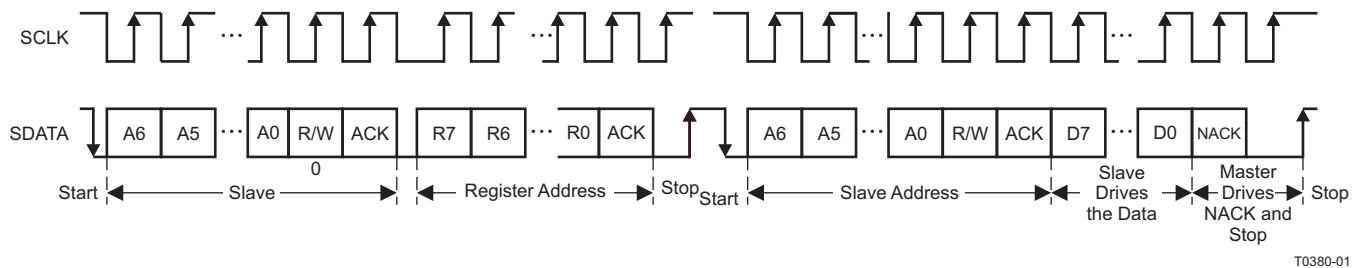 SCLK
... ... ... ...
SDATA
A6 A5 ... A0 R/W ACK R7 R6 ... R0 ACK A6 A5 ... A0 R/W ACK D7 ... D0 NACK
0
Start Slave Register Address Stop Start Slave Address
Slave
Drives
the Data
Master
Drives
NACK and
Stop
Stop
T0380-01